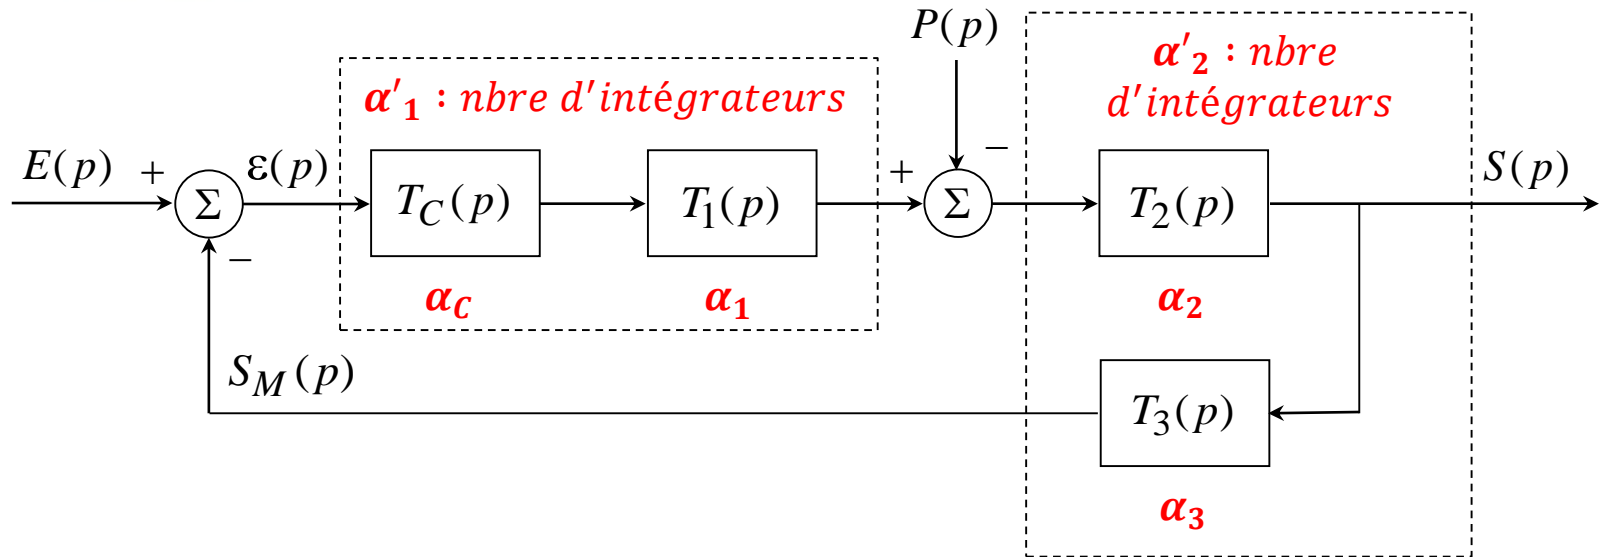 P(p)
α'₁ : nbre d'intégrateurs
α'₂ : nbre
d'intégrateurs
E(p)
+
Σ
ε(p)
T_C(p)
T₁(p)
+
Σ
−
T₂(p)
S(p)
−
α_C
α₁
α₂
S_M(p)
T₃(p)
α₃